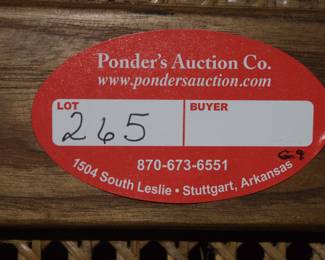 Ponder's Auction Co.
www.pondersauction.com
LOT
BUYER
265
870-673-6551
1504 South Leslie • Stuttgart, Arkansas